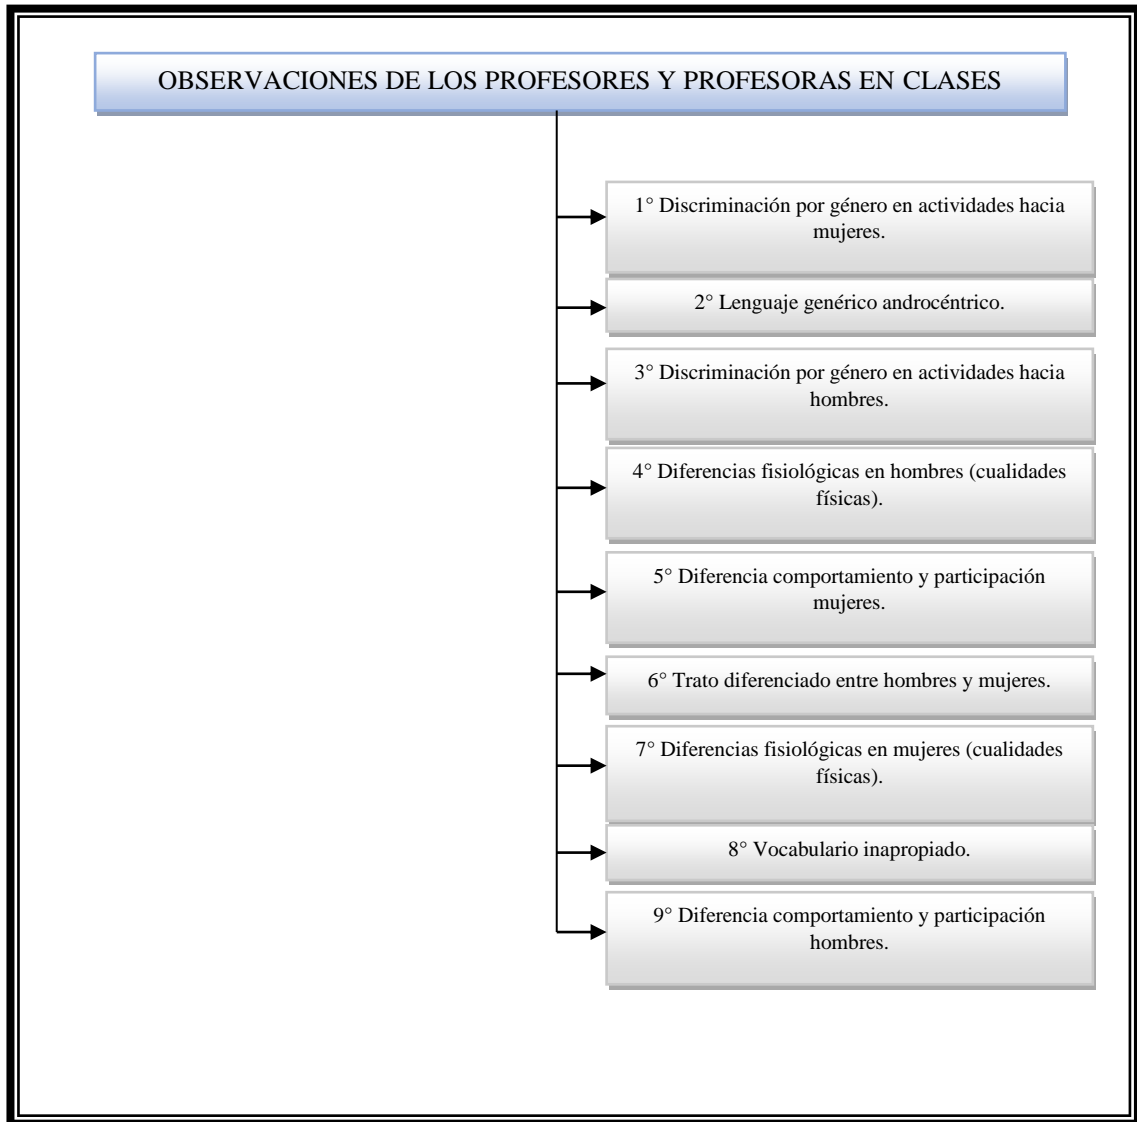 OBSERVACIONES DE LOS PROFESORES Y PROFESORAS EN CLASES
1° Discriminación por género en actividades hacia
mujeres.
2° Lenguaje genérico androcéntrico.
3° Discriminación por género en actividades hacia
hombres.
4° Diferencias fisiológicas en hombres (cualidades
físicas).
5° Diferencia comportamiento y participación
mujeres.
6° Trato diferenciado entre hombres y mujeres.
7° Diferencias fisiológicas en mujeres (cualidades
físicas).
8° Vocabulario inapropiado.
9° Diferencia comportamiento y participación
hombres.